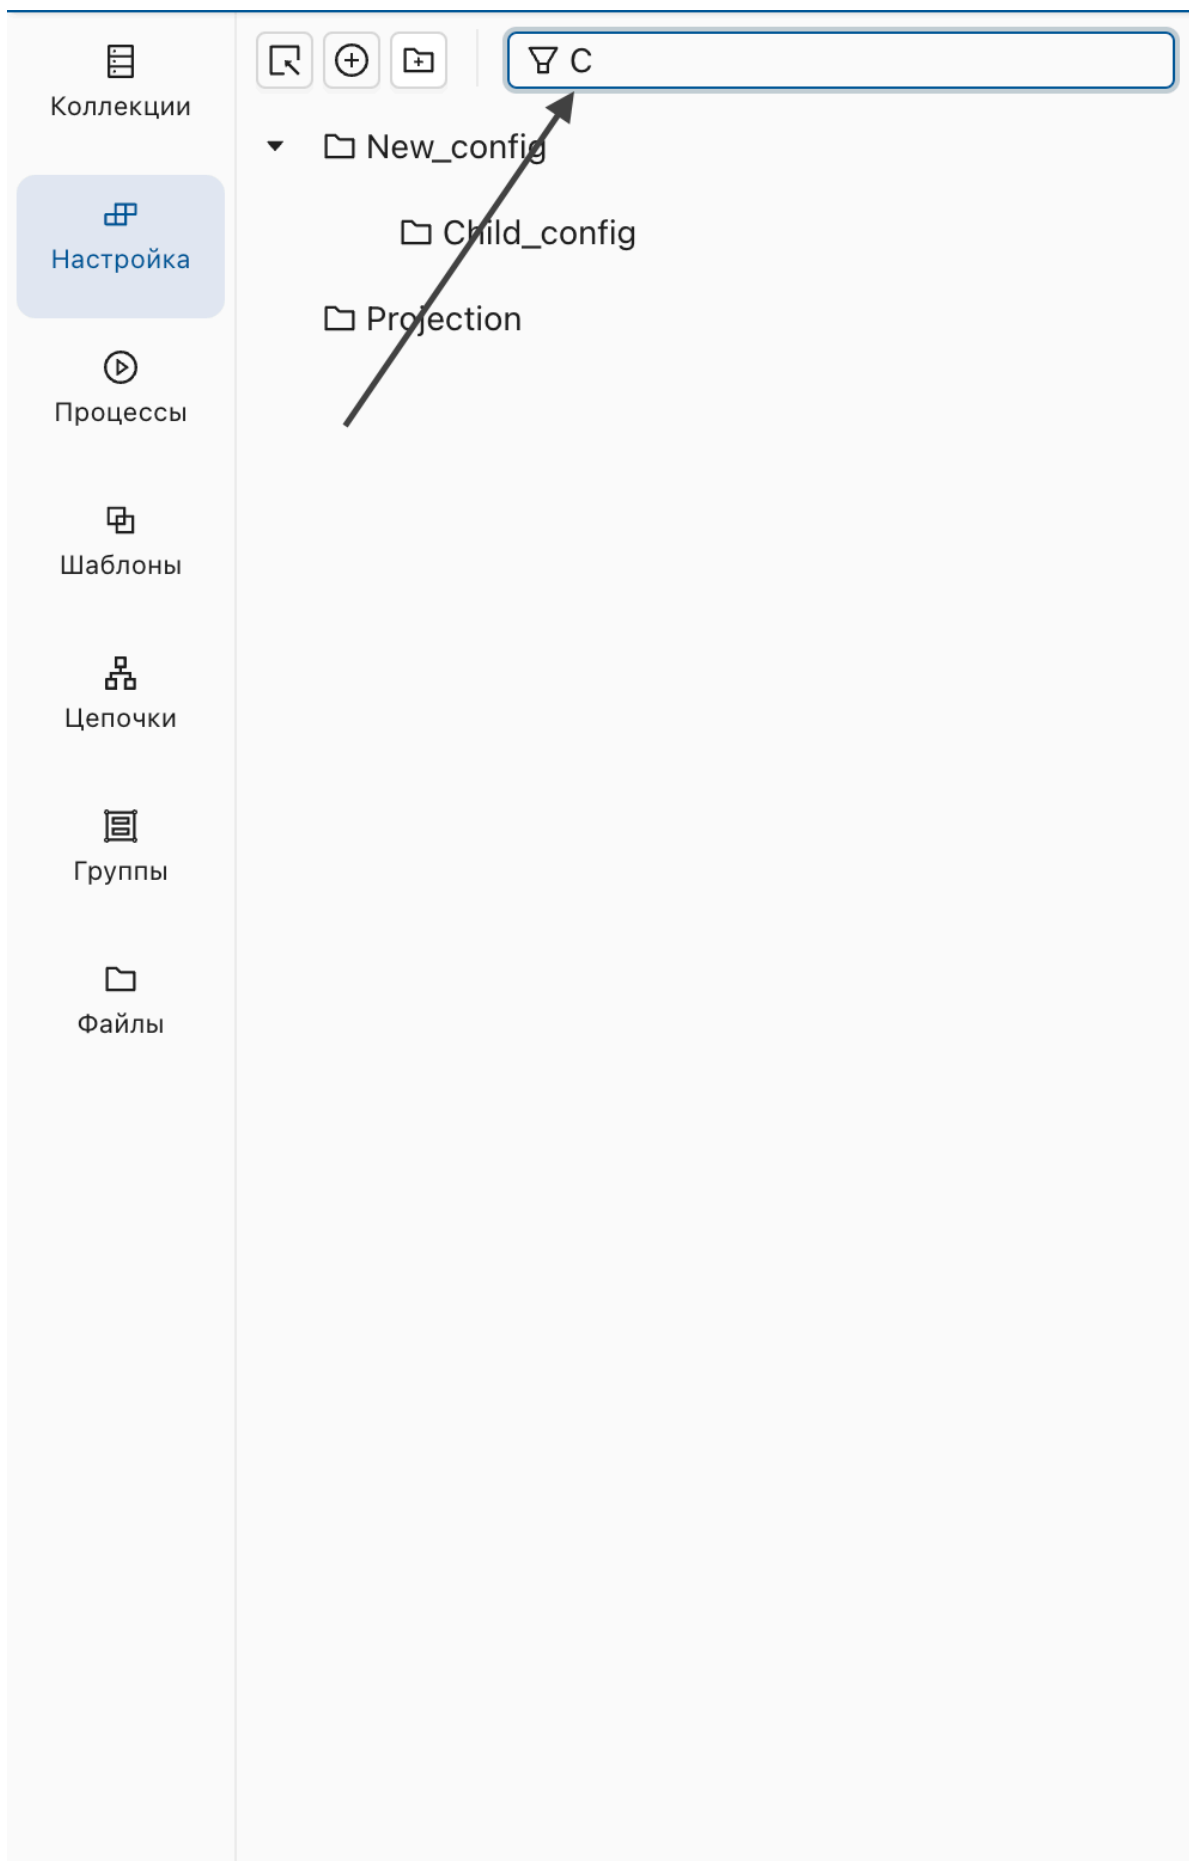 Коллекции
Настройка
Процессы
Шаблоны
Цепочки
Группы
Файлы
C
New_config
Child_config
Projection